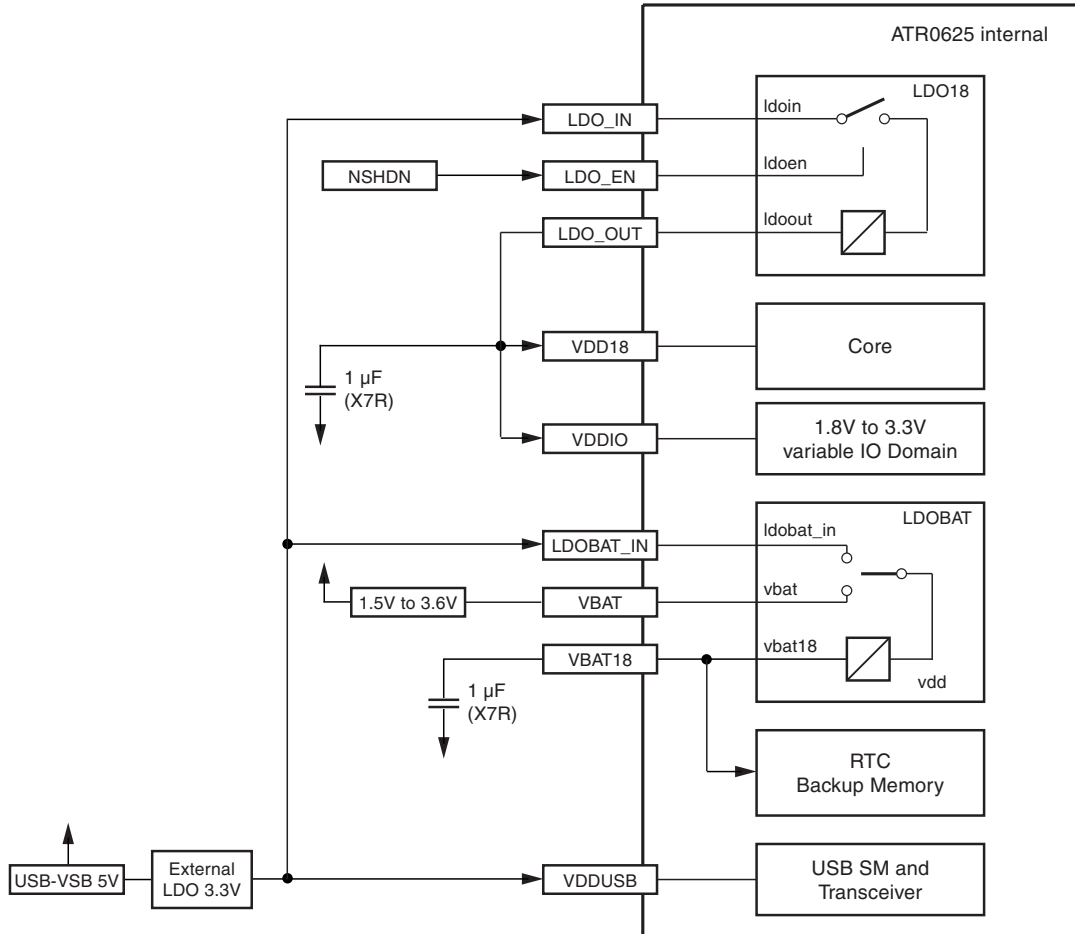 ATR0625 internal
LDO18
ldoin
LDO_IN
ldoen
NSHDN
LDO_EN
ldoout
LDO_OUT
VDD18
Core
1 µF
(X7R)
VDDIO
1.8V to 3.3V
variable IO Domain
LDOBAT
ldobat_in
LDOBAT_IN
vbat
1.5V to 3.6V
VBAT
vbat18
VBAT18
vdd
1 µF
(X7R)
RTC
Backup Memory
USB-VSB 5V
External
LDO 3.3V
VDDUSB
USB SM and
Transceiver